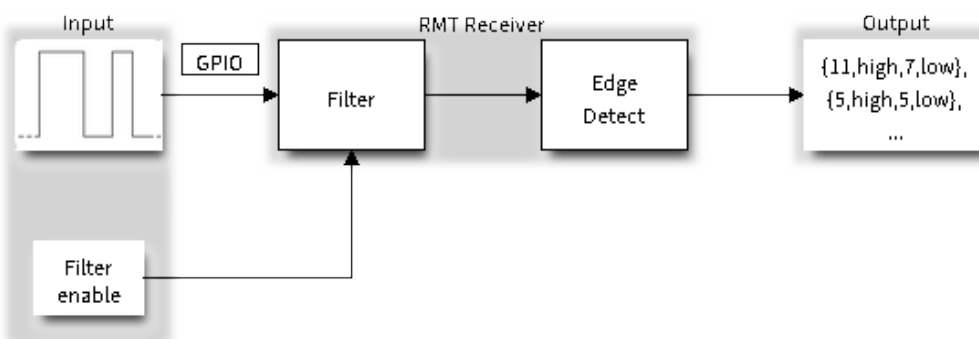 Input
RMT Receiver
Output
GPIO
Filter
Edge
Detect
{11,high,7,low},
{5,high,5,low},
...
Filter
enable